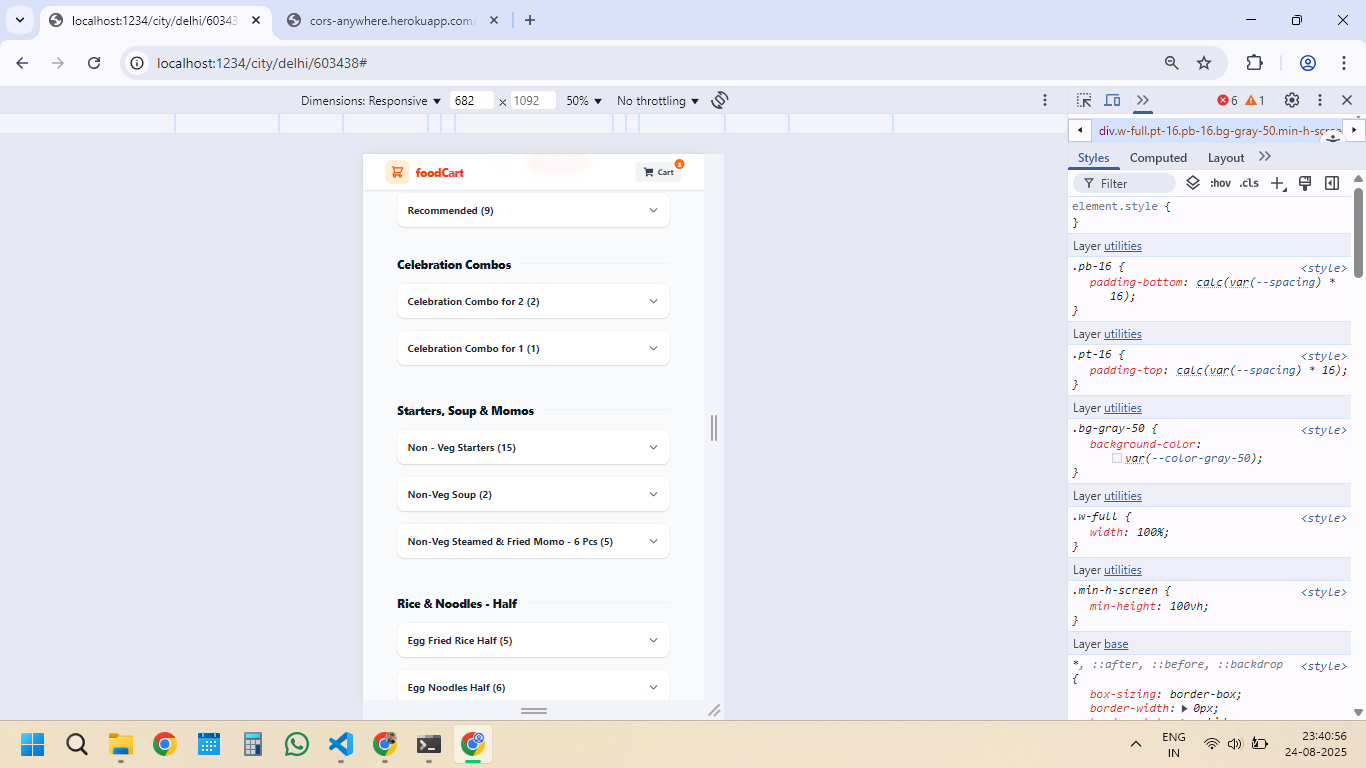 localhost:1234/city/delhi/60343
cors-anywhere.herokuapp.com/
localhost:1234/city/delhi/603438#
Dimensions: Responsive 682 × 1092 50% No throttling
6 1
div.w-full.pt-16.pb-16.bg-gray-50.min-h-scree
Styles Computed Layout
Filter :hov .cls
element.style {
}
Layer utilities
.pb-16 { <style>
padding-bottom: calc(var(--spacing) *
16);
}
Layer utilities
.pt-16 { <style>
padding-top: calc(var(--spacing) * 16);
}
Layer utilities
.bg-gray-50 { <style>
background-color:
var(--color-gray-50);
}
Layer utilities
.w-full { <style>
width: 100%;
}
Layer utilities
.min-h-screen { <style>
min-height: 100vh;
}
Layer base
*, ::after, ::before, ::backdrop <style>
{
box-sizing: border-box;
border-width: 0px;
foodCart
Cart
Recommended (9)
Celebration Combos
Celebration Combo for 2 (2)
Celebration Combo for 1 (1)
Starters, Soup & Momos
Non - Veg Starters (15)
Non-Veg Soup (2)
Non-Veg Steamed & Fried Momo - 6 Pcs (5)
Rice & Noodles - Half
Egg Fried Rice Half (5)
Egg Noodles Half (6)
ENG
IN
23:40:56
24-08-2025